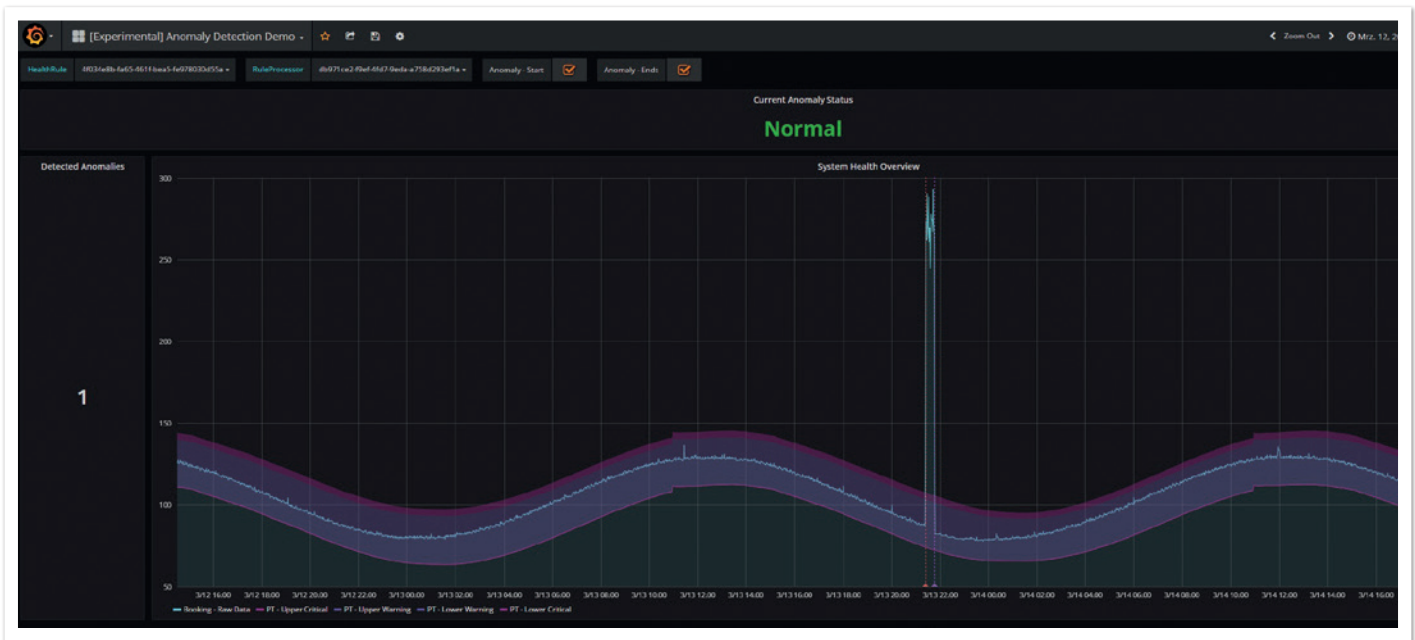 [Experimental] Anomaly Detection Demo
Zoom Out Mrz. 12, 2
HealthRule RuleProcessor Anomaly - Start Anomaly - Ends
Current Anomaly Status
Normal
Detected Anomalies
System Health Overview
300
250
200
1
150
100
50
3/12 16:00 3/12 18:00 3/12 20:00 3/12 22:00 3/13 00:00 3/13 02:00 3/13 04:00 3/13 06:00 3/13 08:00 3/13 10:00 3/13 12:00 3/13 14:00 3/13 16:00 3/13 18:00 3/13 20:00 3/13 22:00 3/14 00:00 3/14 02:00 3/14 04:00 3/14 06:00 3/14 08:00 3/14 10:00 3/14 12:00 3/14 14:00 3/14 16:00
Booking - Raw Data PT - Upper Critical PT - Upper Warning PT - Lower Warning PT - Lower Critical